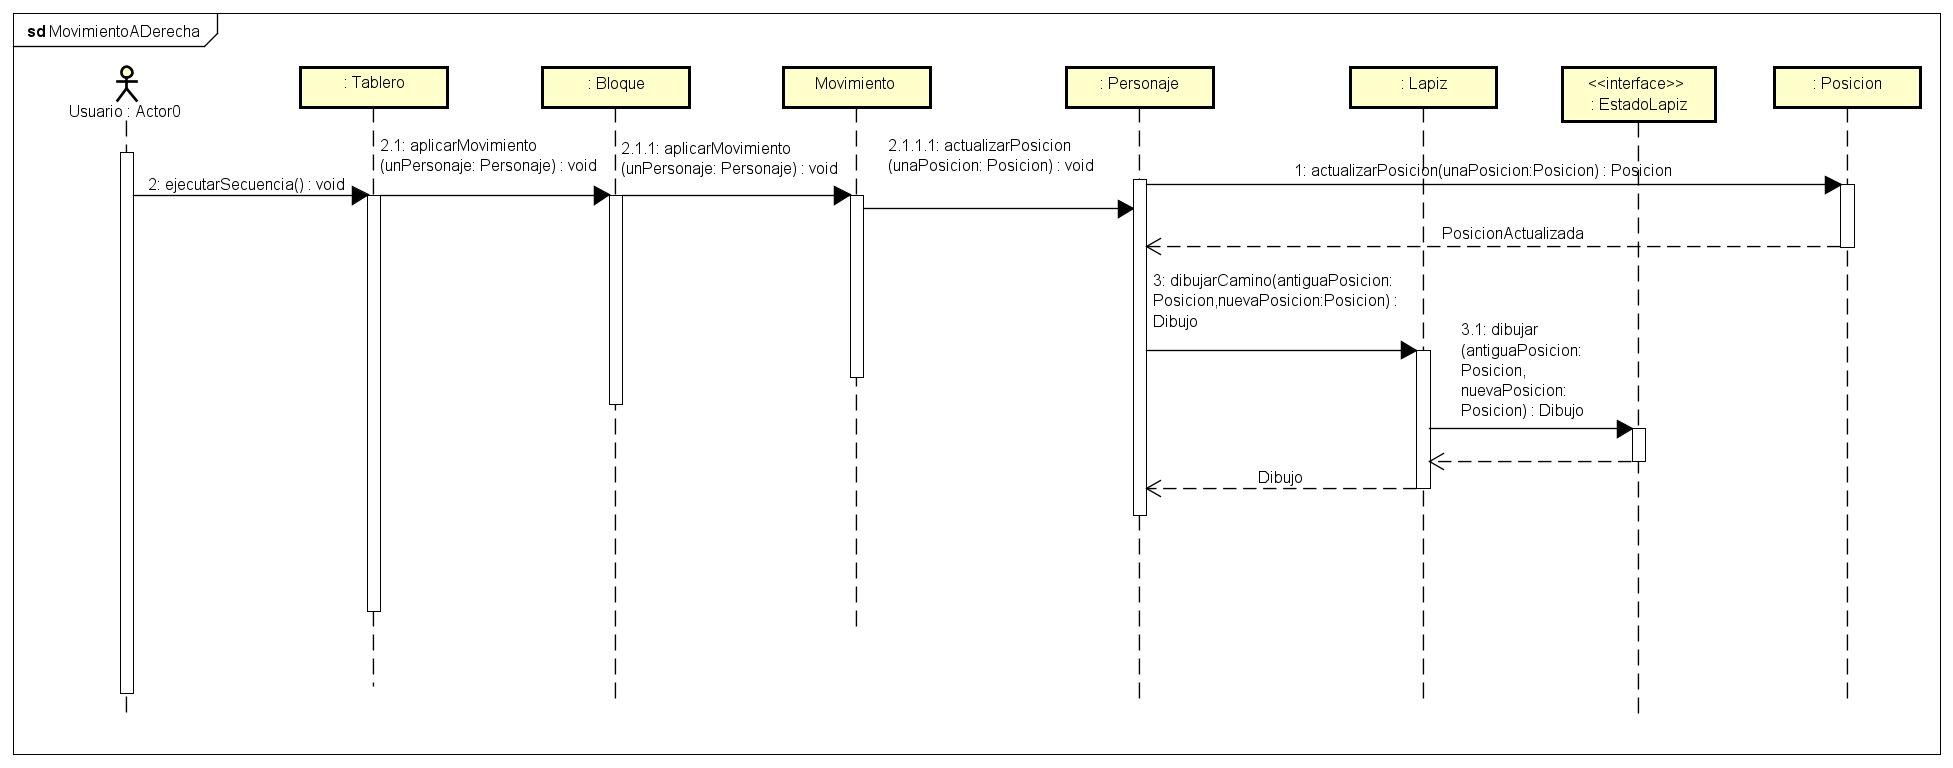 sd MovimientoADerecha
Usuario : Actor0
: Tablero
: Bloque
Movimiento
: Personaje
: Lapiz
<<interface>>
: EstadoLapiz
: Posicion
2: ejecutarSecuencia() : void
2.1: aplicarMovimiento
(unPersonaje: Personaje) : void
2.1.1: aplicarMovimiento
(unPersonaje: Personaje) : void
2.1.1.1: actualizarPosicion
(unaPosicion: Posicion) : void
1: actualizarPosicion(unaPosicion:Posicion) : Posicion
PosicionActualizada
3: dibujarCamino(antiguaPosicion:
Posicion,nuevaPosicion:Posicion) :
Dibujo
3.1: dibujar
(antiguaPosicion:
Posicion,
nuevaPosicion:
Posicion) : Dibujo
Dibujo